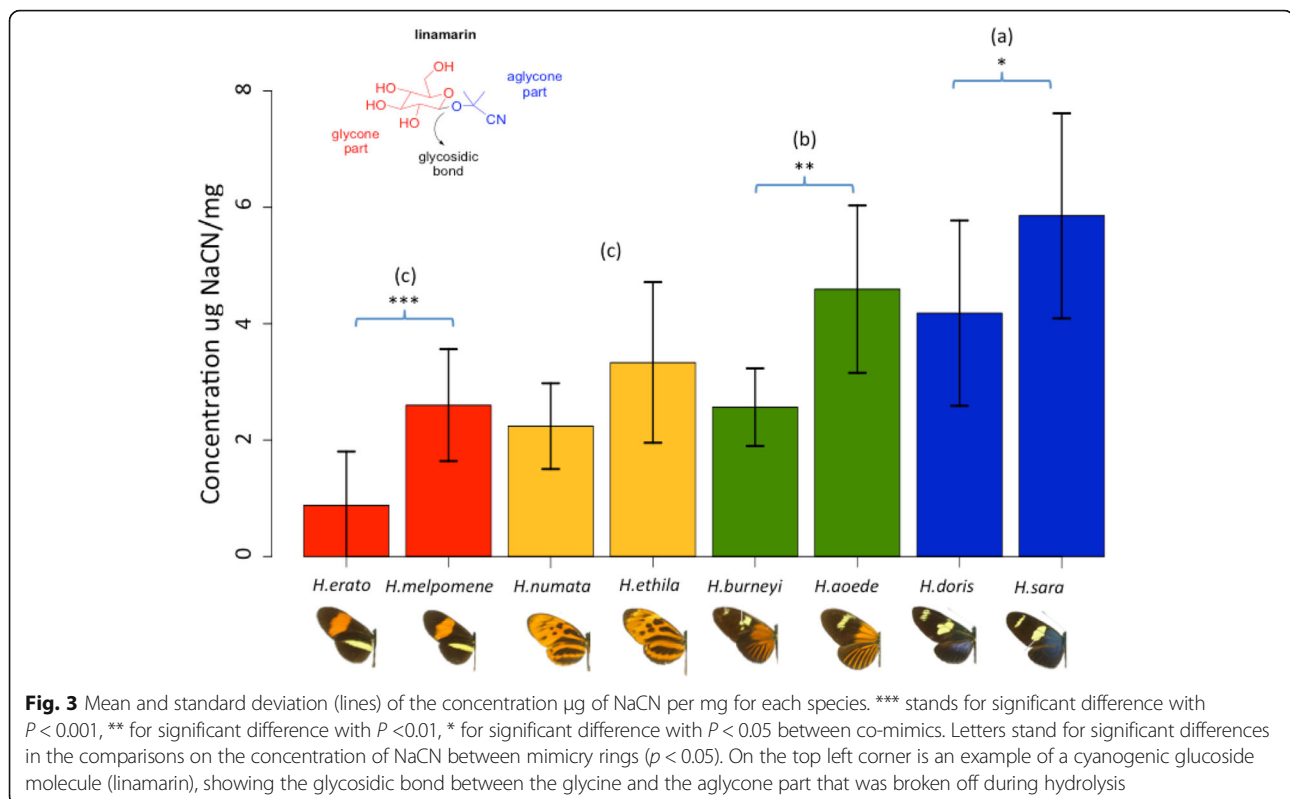 linamarin
OH
HO
HO
HO
O
O
CN
aglycone
part
glycone
part
glycosidic
bond
(a)
*
(b)
**
(c)
(c)
***
Concentration ug NaCN/mg
8
6
4
2
0
H.erato H.melpomene H.numata H.ethila H.burneyi H.aoede H.doris H.sara
Fig. 3 Mean and standard deviation (lines) of the concentration μg of NaCN per mg for each species. *** stands for significant difference with
P < 0.001, ** for significant difference with P <0.01, * for significant difference with P < 0.05 between co-mimics. Letters stand for significant differences
in the comparisons on the concentration of NaCN between mimicry rings (p < 0.05). On the top left corner is an example of a cyanogenic glucoside
molecule (linamarin), showing the glycosidic bond between the glycine and the aglycone part that was broken off during hydrolysis